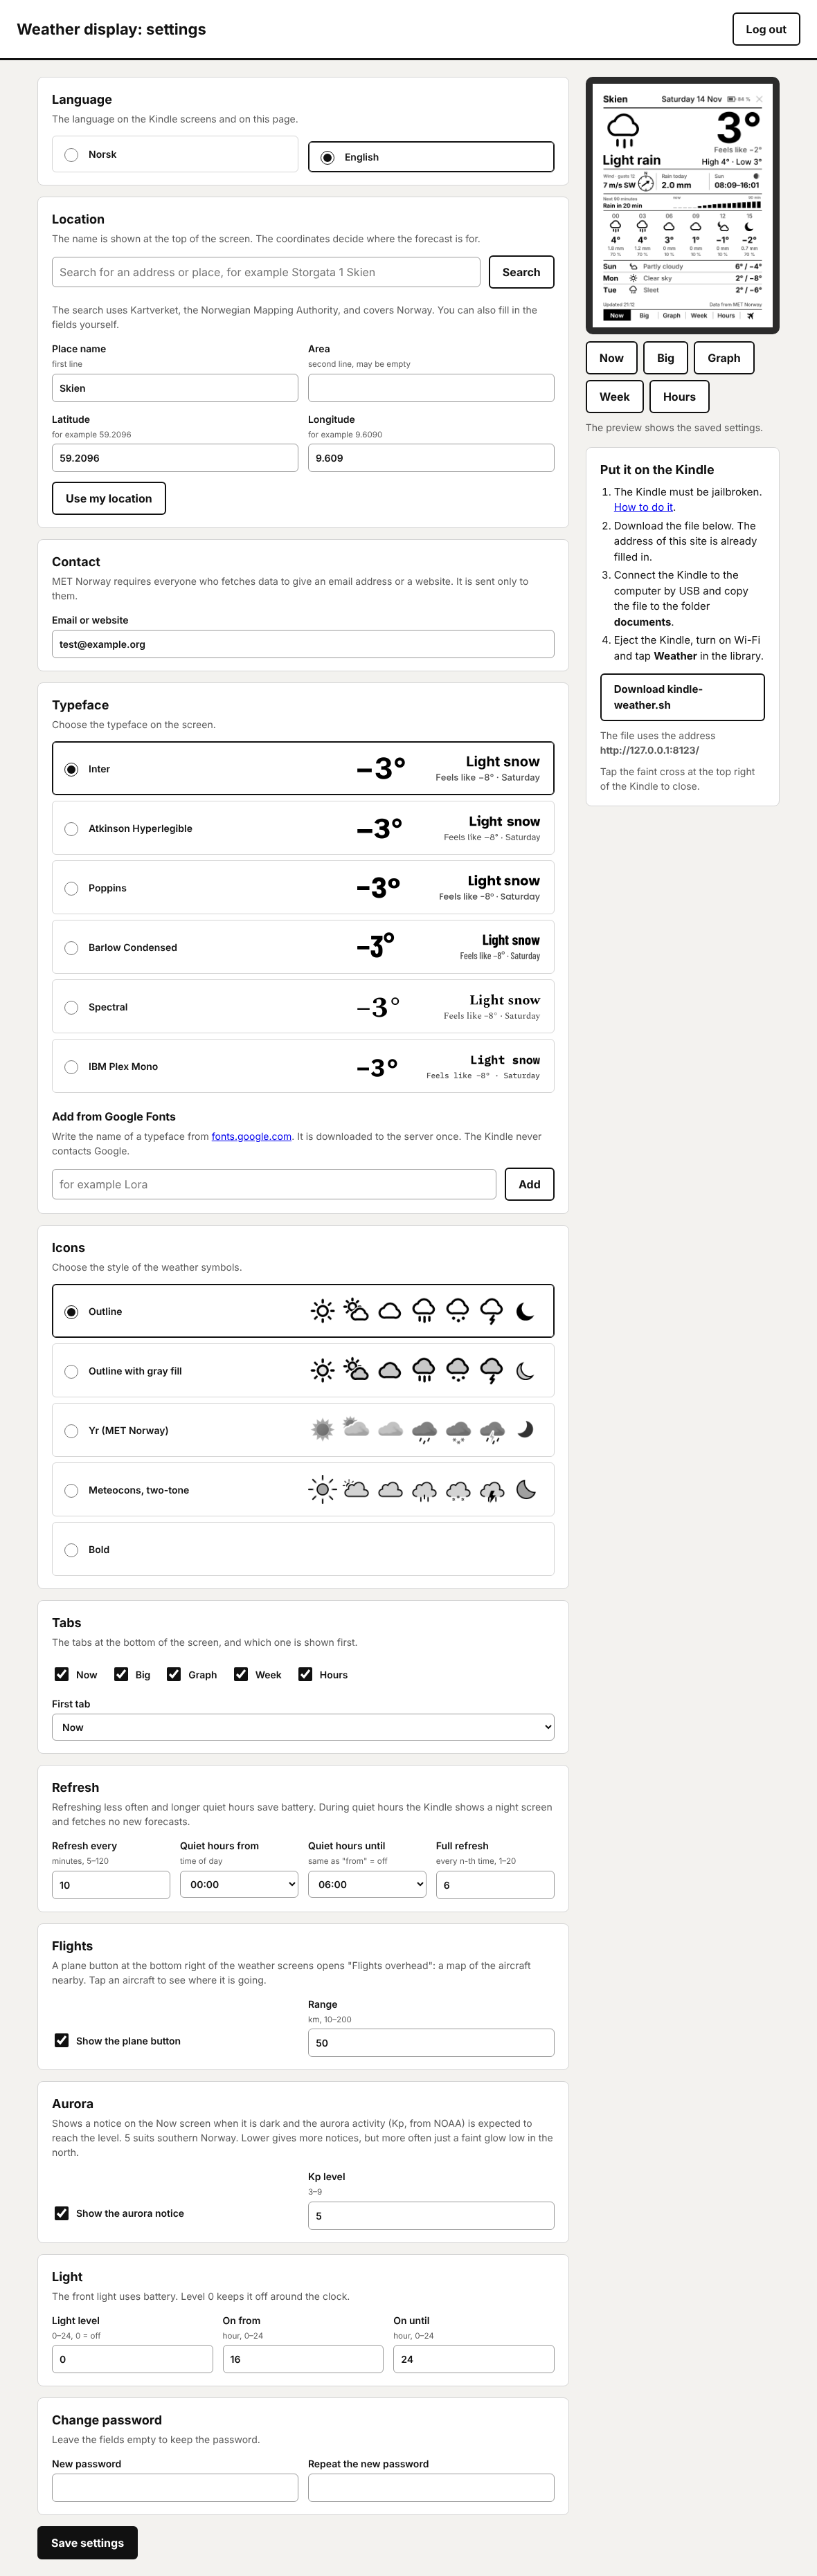 Weather display: settings
Log out
Language
The language on the Kindle screens and on this page.
Norsk
English
Location
The name is shown at the top of the screen. The coordinates decide where the forecast is for.
Search for an address or place, for example Storgata 1 Skien
Search
The search uses Kartverket, the Norwegian Mapping Authority, and covers Norway. You can also fill in the
fields yourself.
Place name
first line
Skien
Area
second line, may be empty
Latitude
for example 59.2096
59.2096
Longitude
for example 9.6090
9.609
Use my location
Contact
MET Norway requires everyone who fetches data to give an email address or a website. It is sent only to
them.
Email or website
test@example.org
Typeface
Choose the typeface on the screen.
Inter
−3°
Light snow
Feels like −8° · Saturday
Atkinson Hyperlegible
−3°
Light snow
Feels like −8° · Saturday
Poppins
−3°
Light snow
Feels like −8° · Saturday
Barlow Condensed
−3°
Light snow
Feels like −8° · Saturday
Spectral
−3°
Light snow
Feels like −8° · Saturday
IBM Plex Mono
−3°
Light snow
Feels like −8° · Saturday
Add from Google Fonts
Write the name of a typeface from fonts.google.com. It is downloaded to the server once. The Kindle never
contacts Google.
for example Lora
Add
Icons
Choose the style of the weather symbols.
Outline
Outline with gray fill
Yr (MET Norway)
Meteocons, two-tone
Bold
Tabs
The tabs at the bottom of the screen, and which one is shown first.
Now
Big
Graph
Week
Hours
First tab
Now
Refresh
Refreshing less often and longer quiet hours save battery. During quiet hours the Kindle shows a night screen
and fetches no new forecasts.
Refresh every
minutes, 5–120
10
Quiet hours from
time of day
00:00
Quiet hours until
same as "from" = off
06:00
Full refresh
every n-th time, 1–20
6
Flights
A plane button at the bottom right of the weather screens opens "Flights overhead": a map of the aircraft
nearby. Tap an aircraft to see where it is going.
Show the plane button
Range
km, 10–200
50
Aurora
Shows a notice on the Now screen when it is dark and the aurora activity (Kp, from NOAA) is expected to
reach the level. 5 suits southern Norway. Lower gives more notices, but more often just a faint glow low in the
north.
Show the aurora notice
Kp level
3–9
5
Light
The front light uses battery. Level 0 keeps it off around the clock.
Light level
0–24, 0 = off
0
On from
hour, 0–24
16
On until
hour, 0–24
24
Change password
Leave the fields empty to keep the password.
New password
Repeat the new password
Save settings
Skien
Saturday 14 Nov
84 %
3°
Feels like −2°
Light rain
High 4° · Low 3°
Wind · gusts 12
7 m/s SW
Rain today
2.0 mm
Sun
08:09–16:01
Next 90 minutes
Rain in 20 min
00 03 06 09 12 15
4° 4° 3° 1° −1° −2°
Sun Partly cloudy 6° / −4°
Mon Clear sky 2° / −8°
Tue Sleet 2° / −6°
Updated 21:12
Data from MET Norway
Now Big Graph Week Hours
Now
Big
Graph
Week
Hours
The preview shows the saved settings.
Put it on the Kindle
1. The Kindle must be jailbroken.
How to do it.
2. Download the file below. The
address of this site is already
filled in.
3. Connect the Kindle to the
computer by USB and copy
the file to the folder
documents.
4. Eject the Kindle, turn on Wi-Fi
and tap Weather in the library.
Download kindle-
weather.sh
The file uses the address
http://127.0.0.1:8123/
Tap the faint cross at the top right
of the Kindle to close.